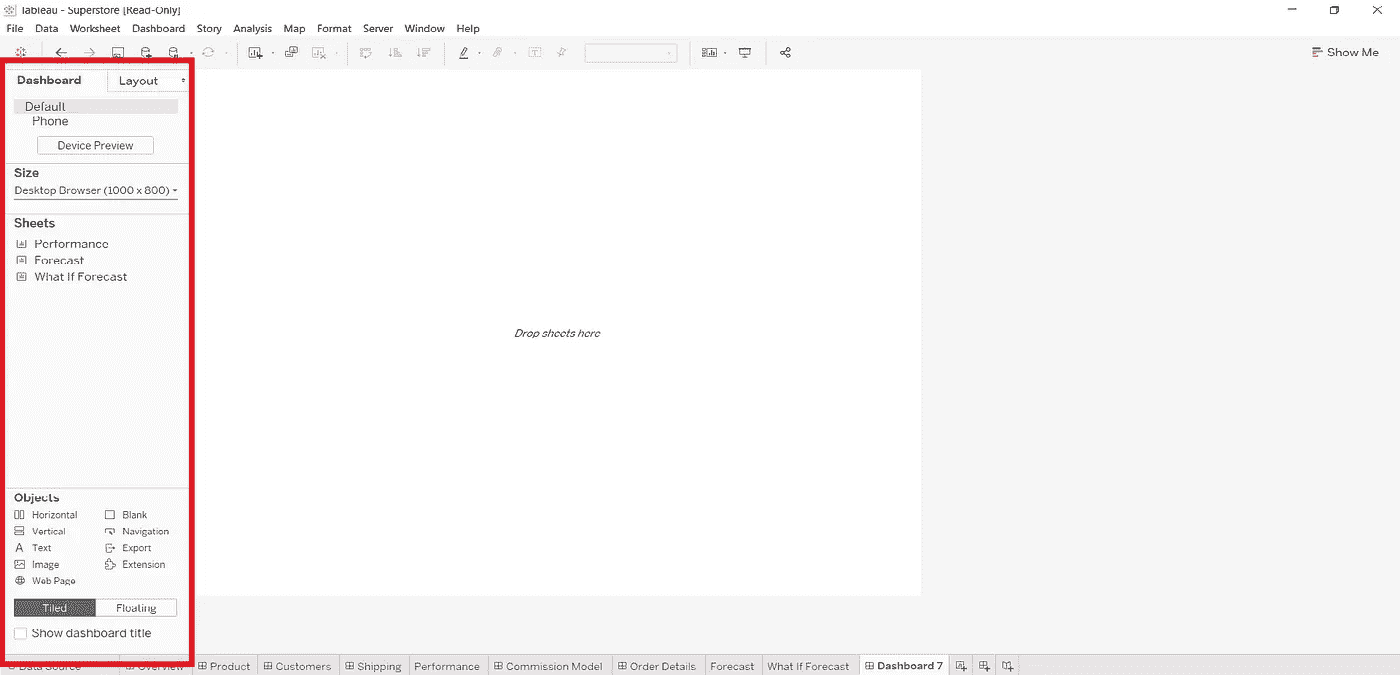 Tableau - Superstore [Read-Only]
File Data Worksheet Dashboard Story Analysis Map Format Server Window Help
Show Me
Dashboard Layout
Default
Phone
Device Preview
Size
Desktop Browser (1000 x 800)
Sheets
Performance
Forecast
What If Forecast
Drop sheets here
Objects
Horizontal Blank
Vertical Navigation
A Text Export
Image Extension
Web Page
Tiled Floating
Show dashboard title
Data Source Overview Product Customers Shipping Performance Commission Model Order Details Forecast What If Forecast Dashboard 7